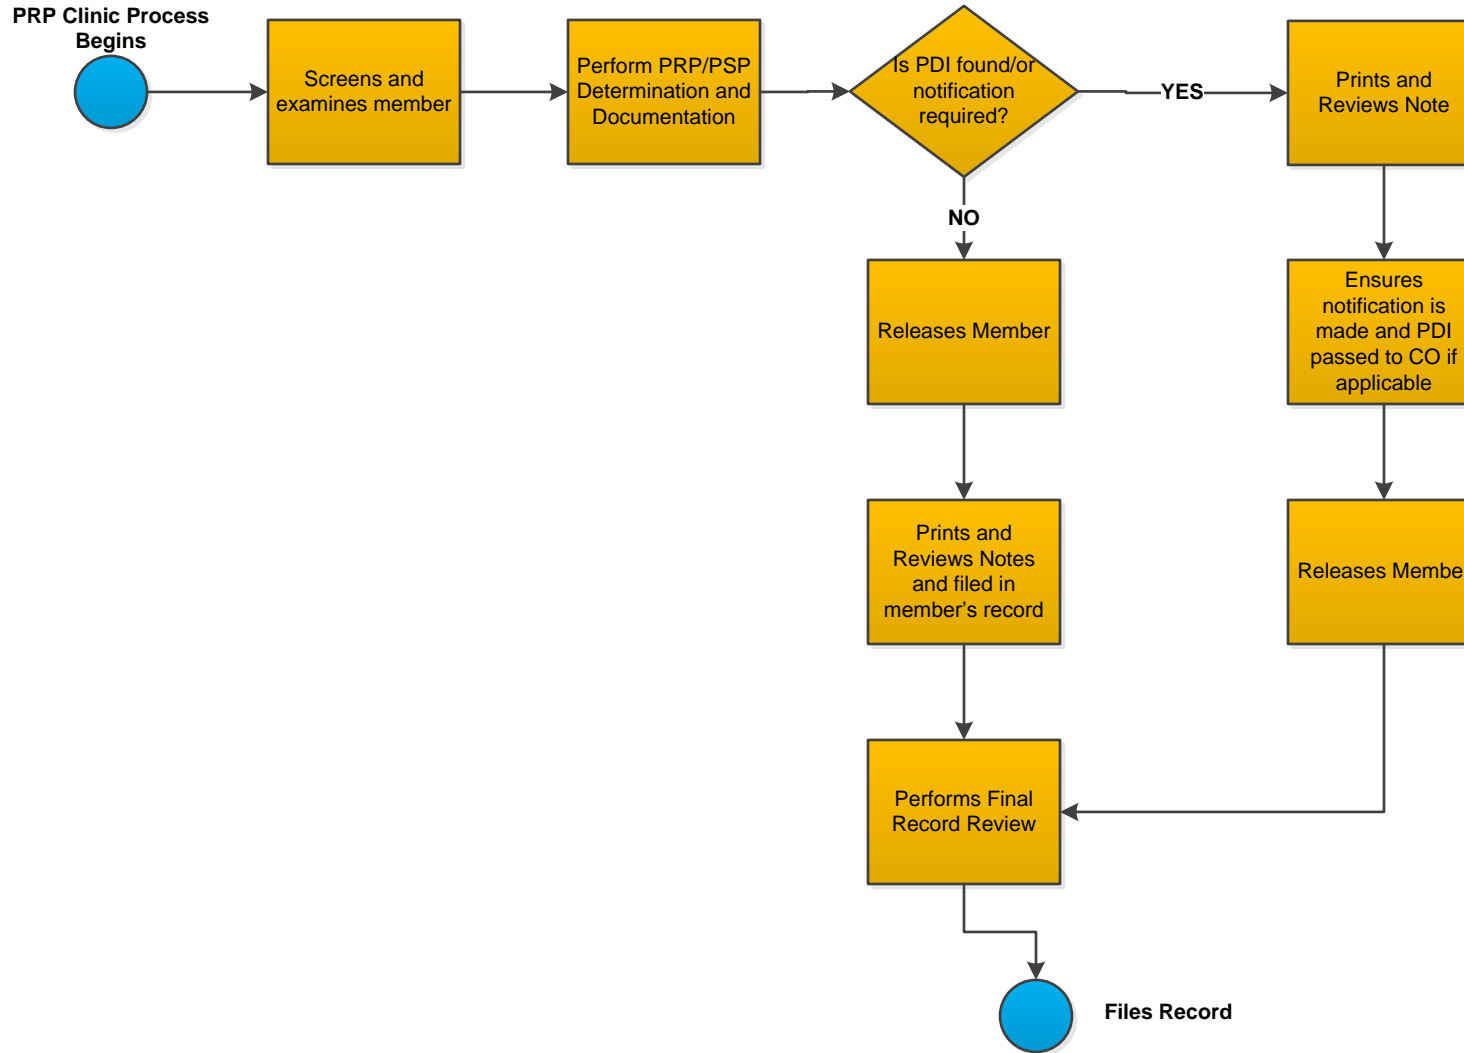 PRP Clinic Process
Begins
Screens and
examines member
Perform PRP/PSP
Determination and
Documentation
Is PDI found/or
notification
required?
YES
Prints and
Reviews Note
NO
Releases Member
Ensures
notification is
made and PDI
passed to CO if
applicable
Prints and
Reviews Notes
and filed in
member's record
Releases Membe
Performs Final
Record Review
Files Record